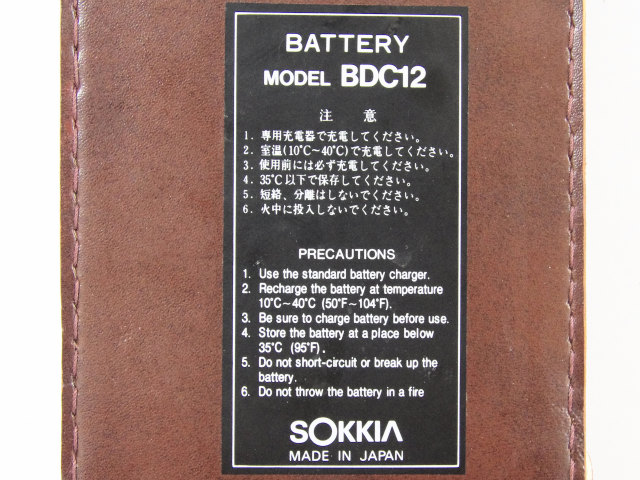 BATTERY
MODEL BDC12
注 意
1. 専用充電器で充電してください。
2. 室温(10℃～40℃)で充電してください。
3. 使用前には必ず充電してください。
4. 35℃以下で保存してください。
5. 短絡、分離はしないでください。
6. 火中に投入しないでください。
PRECAUTIONS
1. Use the standard battery charger.
2. Recharge the battery at temperature
10℃～40℃ (50°F～104°F).
3. Be sure to charge battery before use.
4. Store the battery at a place below
35℃ (95°F).
5. Do not short-circuit or break up the
battery.
6. Do not throw the battery in a fire
SOKKIA
MADE IN JAPAN